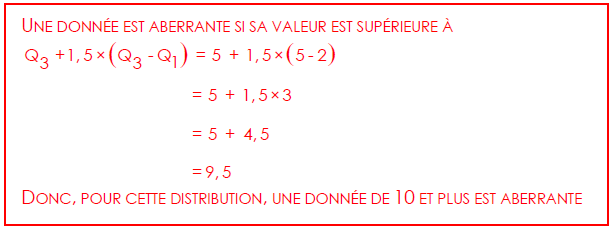 UNE DONNÉE EST ABERRANTE SI SA VALEUR EST SUPÉRIEURE À
Q3 + 1,5 × (Q3 - Q1) = 5 + 1,5 × (5 - 2)
= 5 + 1,5 × 3
= 5 + 4,5
= 9,5
DONC, POUR CETTE DISTRIBUTION, UNE DONNÉE DE 10 ET PLUS EST ABERRANTE